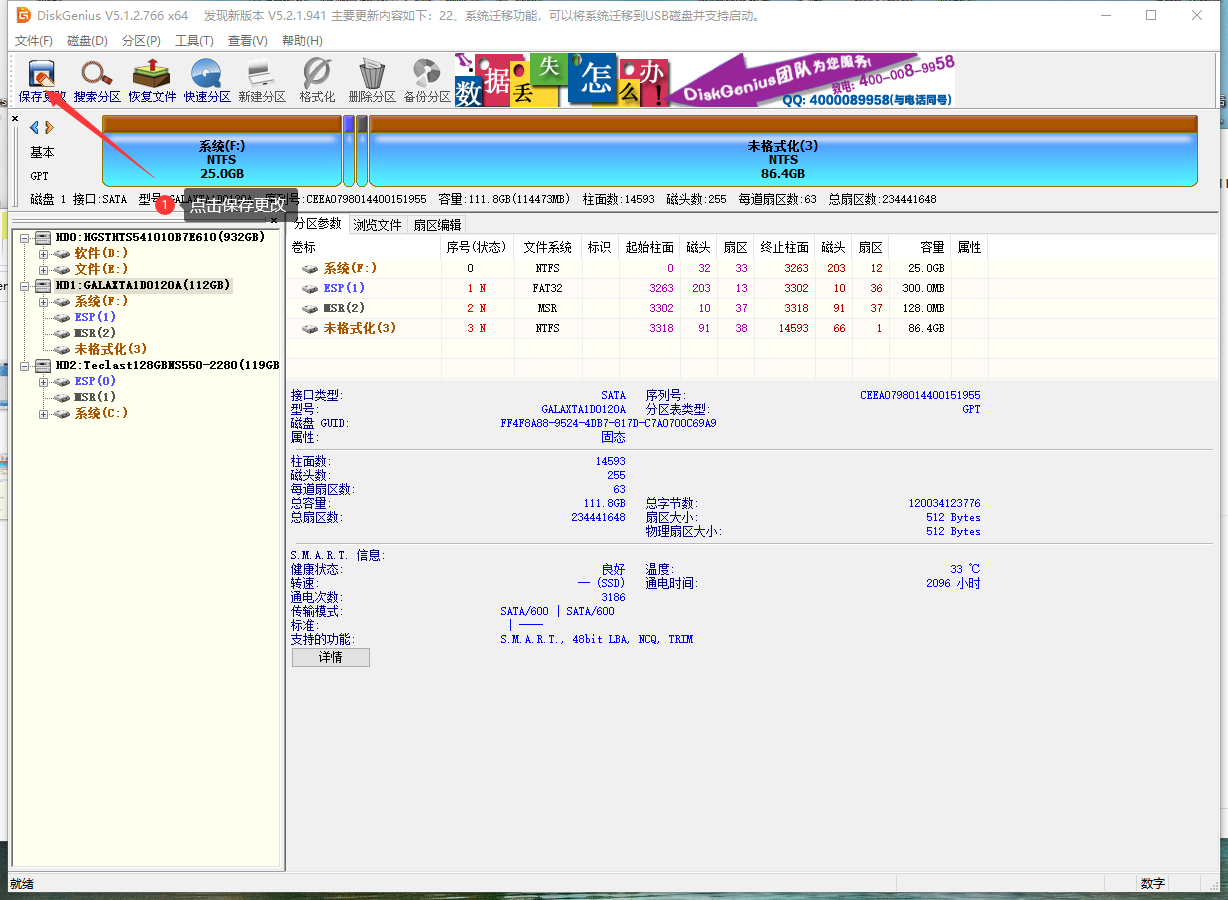 DiskGenius V5.1.2.766 x64 发现新版本 V5.2.1.941 主要更新内容如下：22、系统迁移功能，可以将系统迁移到USB磁盘并支持启动。
文件(F) 磁盘(D) 分区(P) 工具(T) 查看(V) 帮助(H)
保存更改 搜索分区 恢复文件 快速分区 新建分区 格式化 删除分区 备份分区
数据丢失怎么办!
DiskGenius团队为您服务!
致电: 400-008-9958
QQ: 4000089958(与电话同号)
基本
GPT
系统(F:)
NTFS
25.0GB
未格式化(3)
NTFS
86.4GB
磁盘 1 接口:SATA 型号:GALAXTA1D0120A 序列号:CEEA0798014400151955 容量:111.8GB(114473MB) 柱面数:14593 磁头数:255 每道扇区数:63 总扇区数:234441648
1 点击保存更改
HD0:HGSTHTS541010B7E610(932GB)
软件(D:)
文件(E:)
HD1:GALAXTA1D0120A(112GB)
系统(F:)
ESP(1)
MSR(2)
未格式化(3)
HD2:Teclast128GBNS550-2280(119GB
ESP(0)
MSR(1)
系统(C:)
分区参数 浏览文件 扇区编辑
卷标 序号(状态) 文件系统 标识 起始柱面 磁头 扇区 终止柱面 磁头 扇区 容量 属性
系统(F:) 0 NTFS 0 32 33 3263 203 12 25.0GB
ESP(1) 1 N FAT32 3263 203 13 3302 10 36 300.0MB
MSR(2) 2 N MSR 3302 10 37 3318 91 37 128.0MB
未格式化(3) 3 N NTFS 3318 91 38 14593 66 1 86.4GB
接口类型: SATA 序列号: CEEA0798014400151955
型号: GALAXTA1D0120A 分区表类型: GPT
磁盘 GUID: FF4F8A88-9524-4DB7-817D-C7A0700C69A9
属性: 固态
柱面数: 14593
磁头数: 255
每道扇区数: 63
总容量: 111.8GB 总字节数: 120034123776
总扇区数: 234441648 扇区大小: 512 Bytes
物理扇区大小: 512 Bytes
S.M.A.R.T. 信息:
健康状态: 良好 温度: 33 ℃
转速: — (SSD) 通电时间: 2096 小时
通电次数: 3186
传输模式: SATA/600 | SATA/600
标准: | ——
支持的功能: S.M.A.R.T., 48bit LBA, NCQ, TRIM
详情
就绪 数字